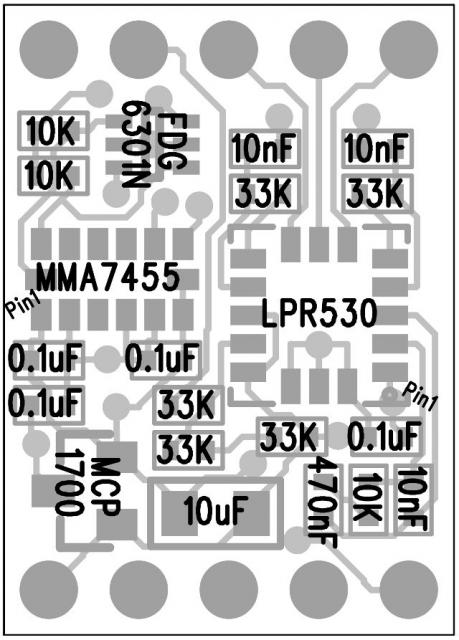 10K
10K
FDG
6301N
10nF
10nF
33K
33K
MMA7455
Pin1
LPR530
0.1uF
0.1uF
0.1uF
33K
Pin1
33K
33K
0.1uF
MCP
1700
10uF
470nF
10K
10nF